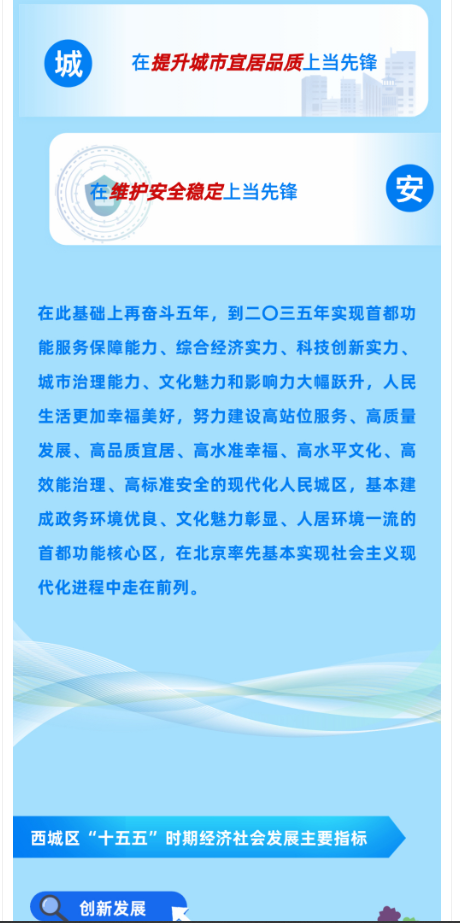 城
在提升城市宜居品质上当先锋
在维护安全稳定上当先锋
安
在此基础上再奋斗五年，到二〇三五年实现首都功
能服务保障能力、综合经济实力、科技创新实力、
城市治理能力、文化魅力和影响力大幅跃升，人民
生活更加幸福美好，努力建设高站位服务、高质量
发展、高品质宜居、高水准幸福、高水平文化、高
效能治理、高标准安全的现代化人民城区，基本建
成政务环境优良、文化魅力彰显、人居环境一流的
首都功能核心区，在北京率先基本实现社会主义现
代化进程中走在前列。
西城区“十五五”时期经济社会发展主要指标
创新发展